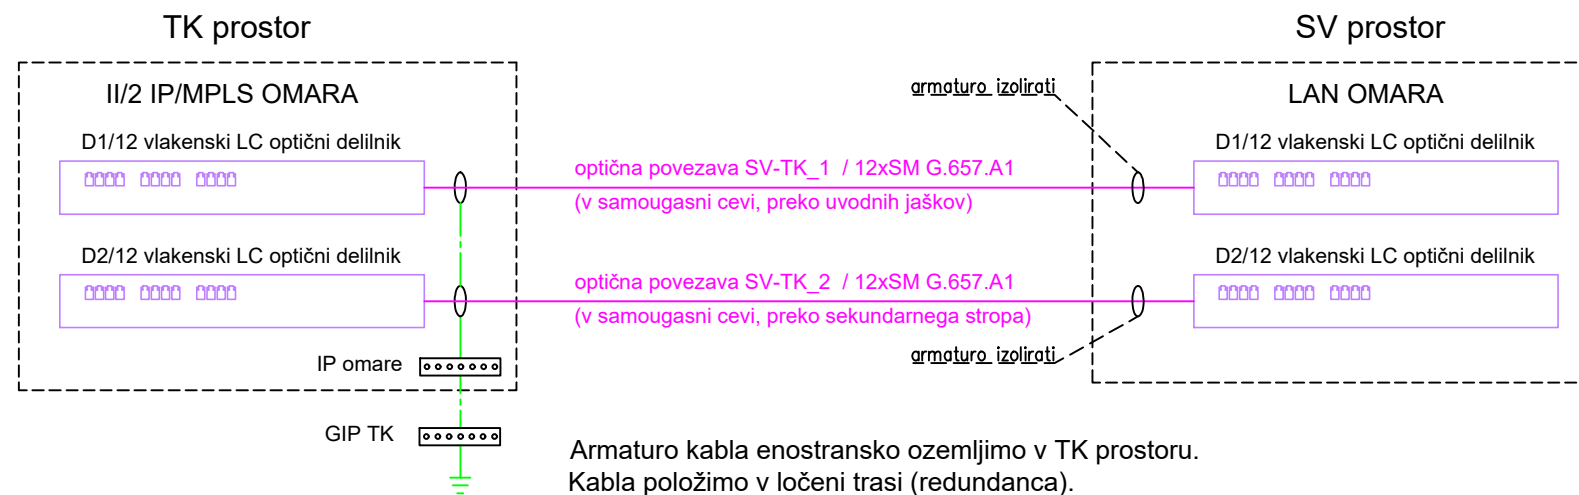 TK prostor
SV prostor
II/2 IP/MPLS OMARA
armaturo izolirati
LAN OMARA
D1/12 vlakenski LC optični delilnik
D1/12 vlakenski LC optični delilnik
optična povezava SV-TK_1 / 12xSM G.657.A1
(v samougasni cevi, preko uvodnih jaškov)
D2/12 vlakenski LC optični delilnik
D2/12 vlakenski LC optični delilnik
optična povezava SV-TK_2 / 12xSM G.657.A1
(v samougasni cevi, preko sekundarnega stropa)
armaturo izolirati
IP omare
GIP TK
Armaturo kabla enostransko ozemljimo v TK prostoru.
Kabla položimo v ločeni trasi (redundanca).